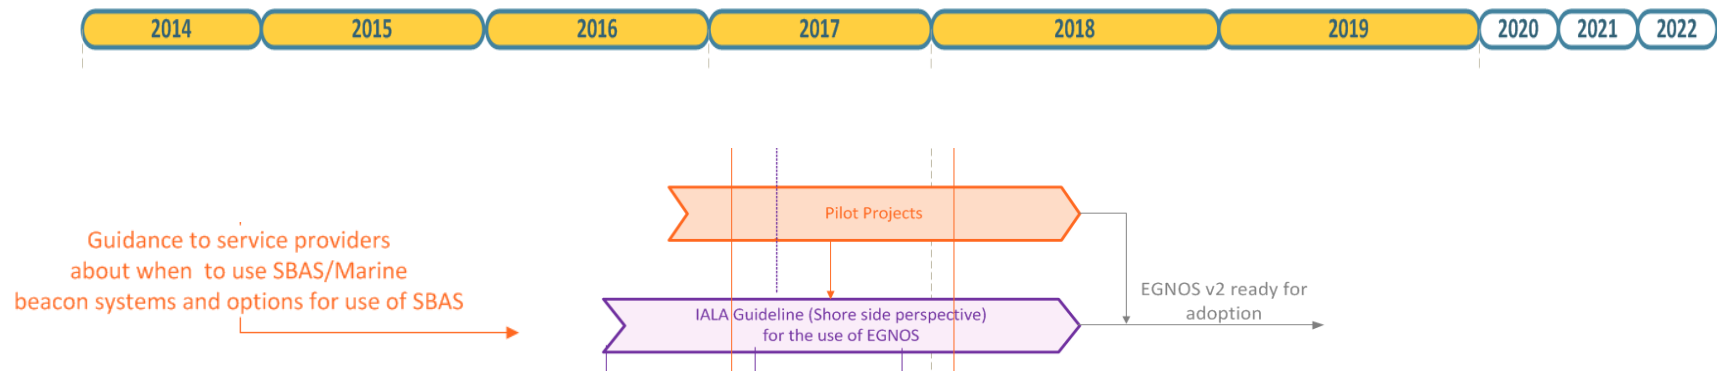 2014 2015 2016 2017 2018 2019 2020 2021 2022
Pilot Projects
Guidance to service providers
about when to use SBAS/Marine
beacon systems and options for use of SBAS
IALA Guideline (Shore side perspective)
for the use of EGNOS
EGNOS v2 ready for
adoption